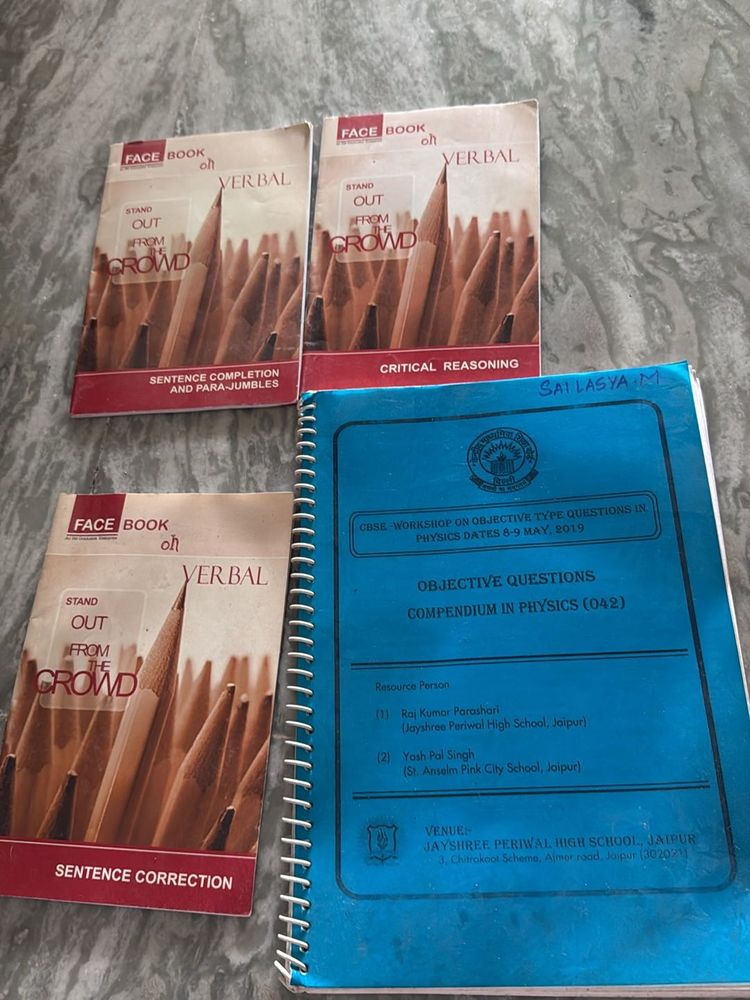 FACE BOOK
on
VERBAL
STAND
OUT
FROM
THE
CROWD
SENTENCE COMPLETION
AND PARA-JUMBLES
FACE BOOK
on
VERBAL
STAND
OUT
FROM
THE
CROWD
CRITICAL REASONING
FACE BOOK
on
VERBAL
STAND
OUT
FROM
THE
CROWD
SENTENCE CORRECTION
SAI LASYA.M
CBSE -WORKSHOP ON OBJECTIVE TYPE QUESTIONS IN
PHYSICS DATES 8-9 MAY, 2019
OBJECTIVE QUESTIONS
COMPENDIUM IN PHYSICS (042)
Resource Person
(1) Raj Kumar Parashari
(Jayshree Periwal High School, Jaipur)
(2) Yash Pal Singh
(St. Anselm Pink City School, Jaipur)
VENUE:-
JAYSHREE PERIWAL HIGH SCHOOL, JAIPUR
3, Chitrakoot Scheme, Ajmer road, Jaipur (302021)